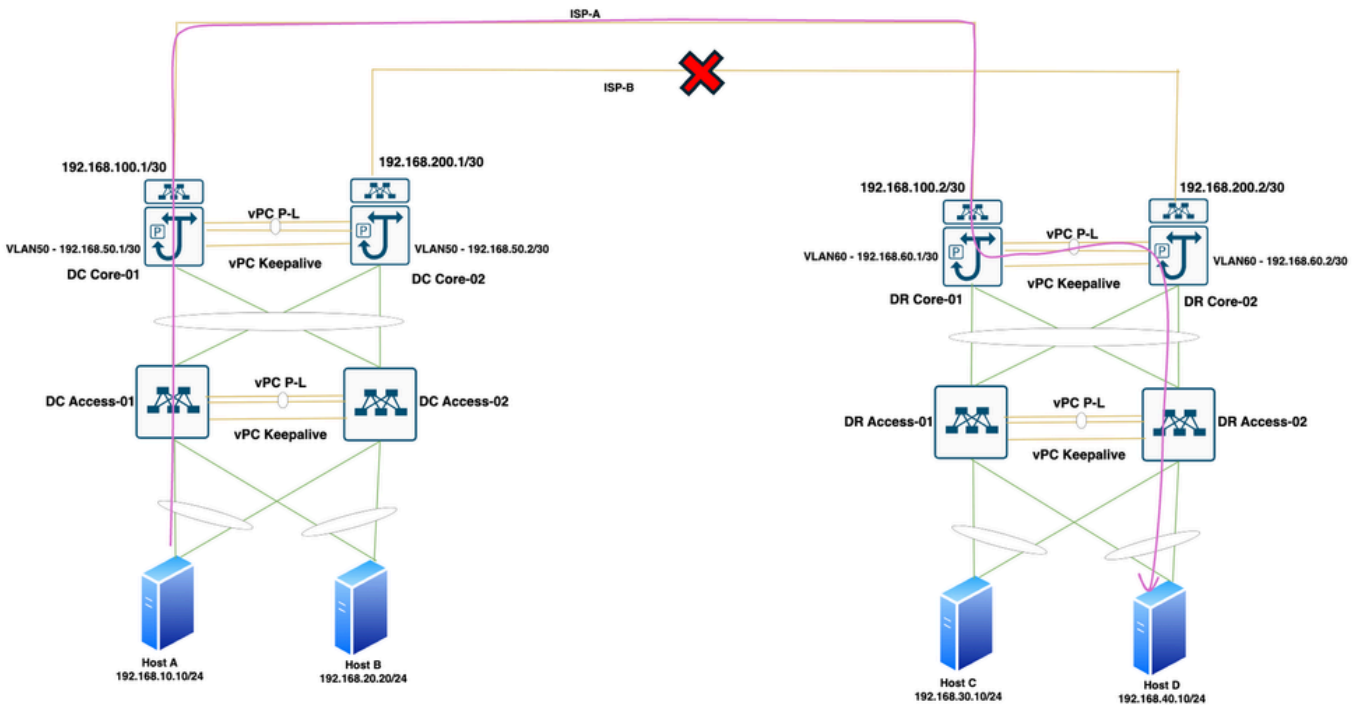 ISP-A
ISP-B
192.168.100.1/30
192.168.200.1/30
192.168.100.2/30
192.168.200.2/30
P
vPC P-L
P
VLAN50 - 192.168.50.1/30
VLAN50 - 192.168.50.2/30
vPC Keepalive
DC Core-01
DC Core-02
P
vPC P-L
P
VLAN60 - 192.168.60.1/30
VLAN60 - 192.168.60.2/30
vPC Keepalive
DR Core-01
DR Core-02
vPC P-L
DC Access-01
DC Access-02
vPC Keepalive
vPC P-L
DR Access-01
DR Access-02
vPC Keepalive
Host A
192.168.10.10/24
Host B
192.168.20.20/24
Host C
192.168.30.10/24
Host D
192.168.40.10/24